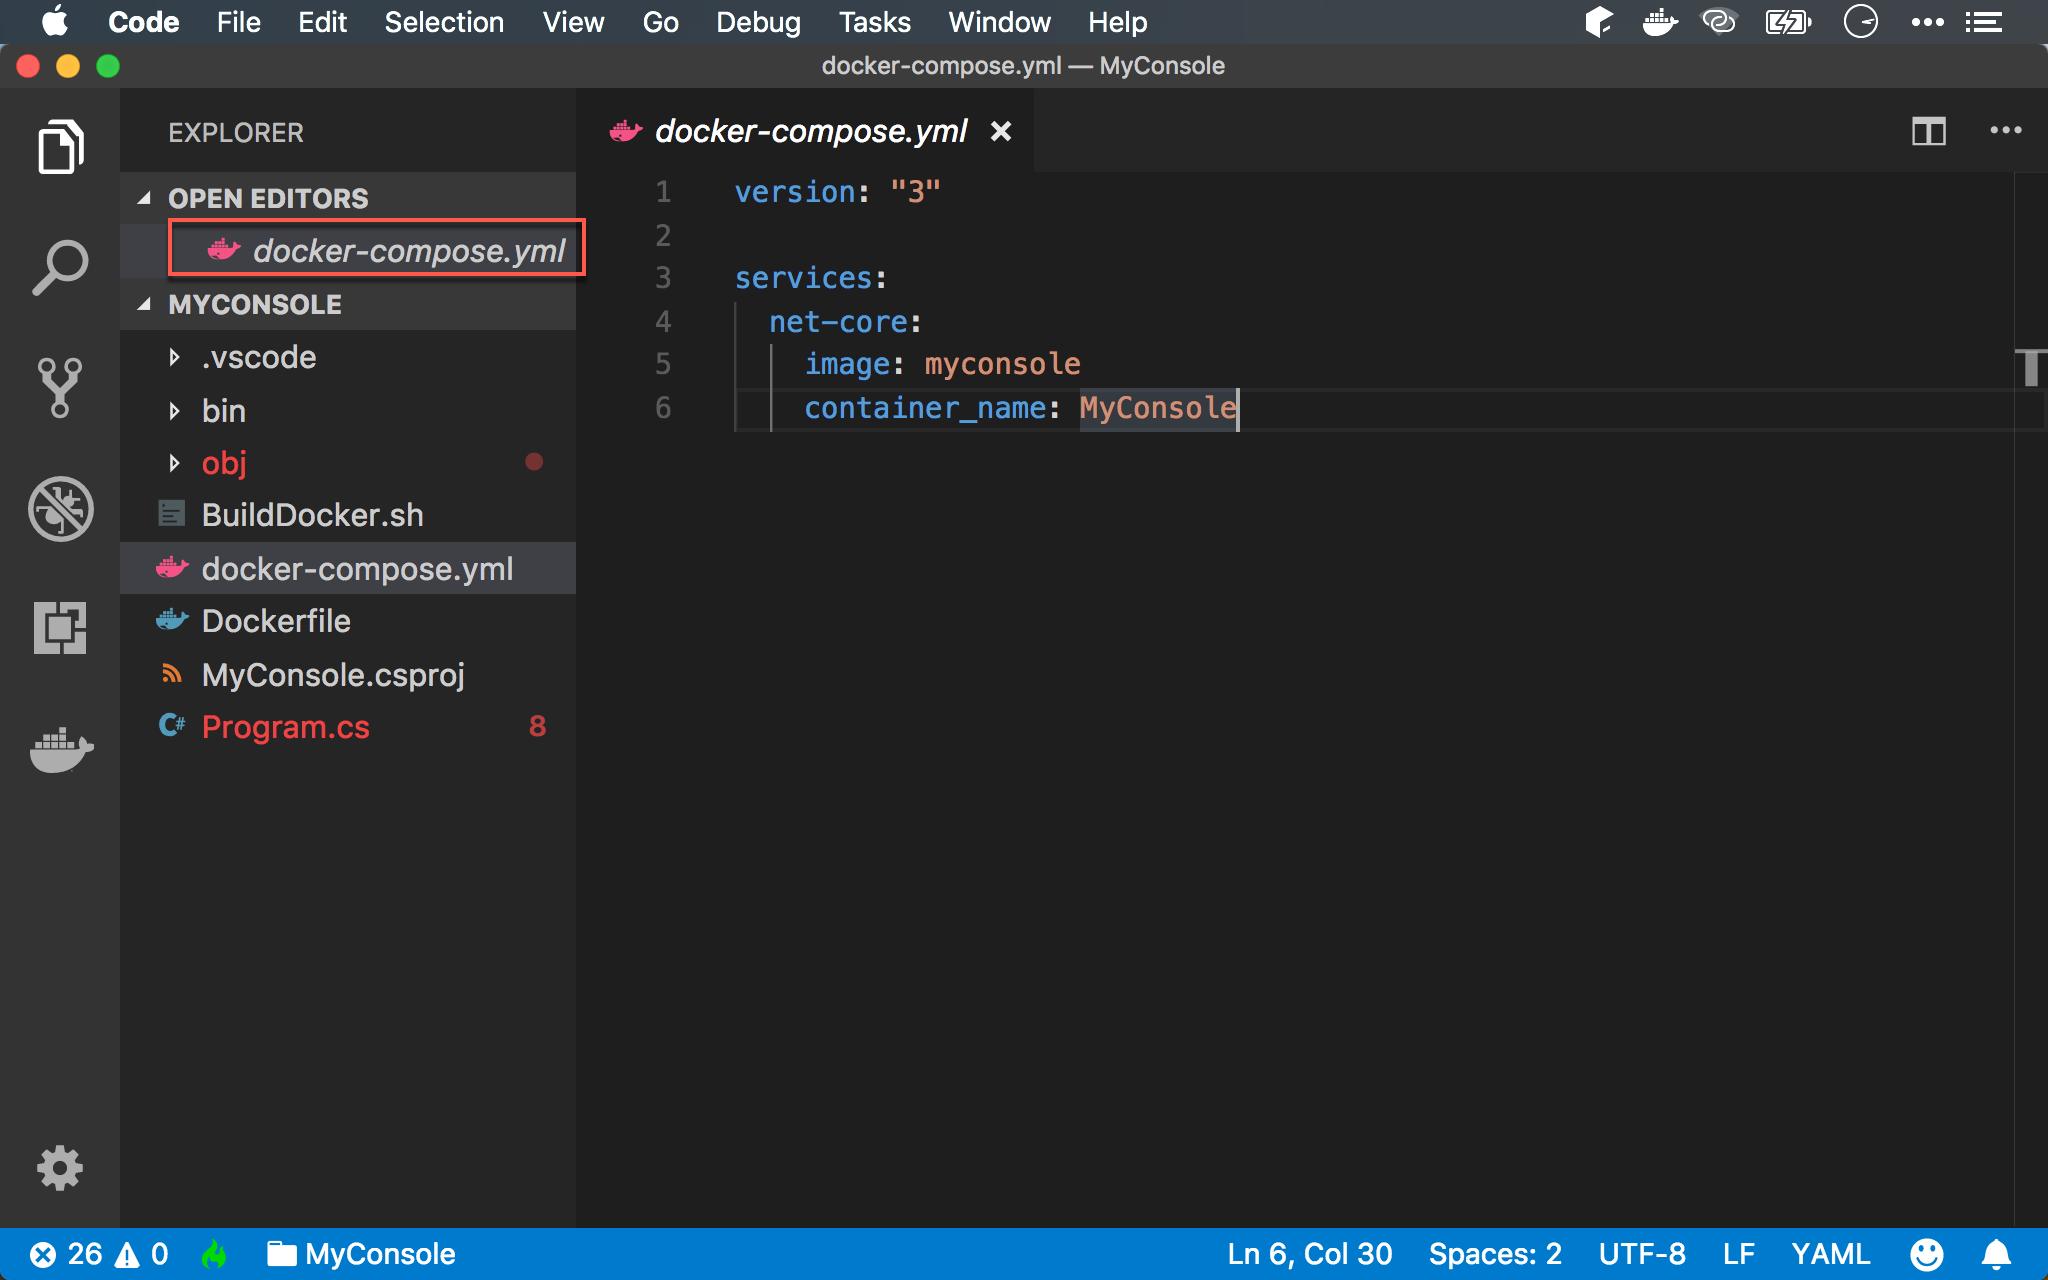 Code File Edit Selection View Go Debug Tasks Window Help
docker-compose.yml — MyConsole
EXPLORER
OPEN EDITORS
docker-compose.yml
MYCONSOLE
.vscode
bin
obj
BuildDocker.sh
docker-compose.yml
Dockerfile
MyConsole.csproj
C# Program.cs 8
docker-compose.yml
1 version: "3"
2
3 services:
4 net-core:
5 image: myconsole
6 container_name: MyConsole
26 0 MyConsole Ln 6, Col 30 Spaces: 2 UTF-8 LF YAML